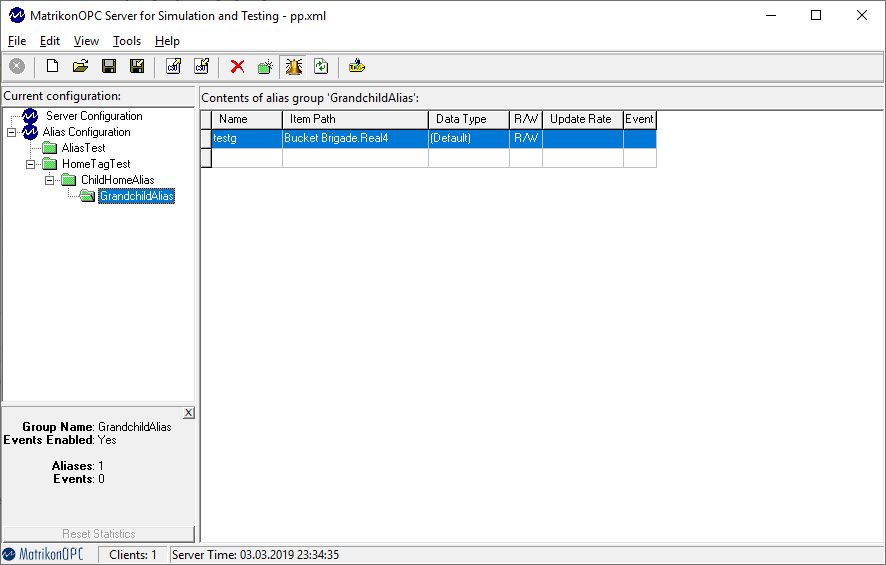 MatrikonOPC Server for Simulation and Testing - pp.xml
File Edit View Tools Help
Current configuration:
Server Configuration
Alias Configuration
AliasTest
HomeTagTest
ChildHomeAlias
GrandchildAlias
Contents of alias group 'GrandchildAlias':
Name Item Path Data Type R/W Update Rate Event
testg Bucket Brigade.Real4 (Default) R/W
X
Group Name: GrandchildAlias
Events Enabled: Yes
Aliases: 1
Events: 0
Reset Statistics
MatrikonOPC Clients: 1 Server Time: 03.03.2019 23:34:35